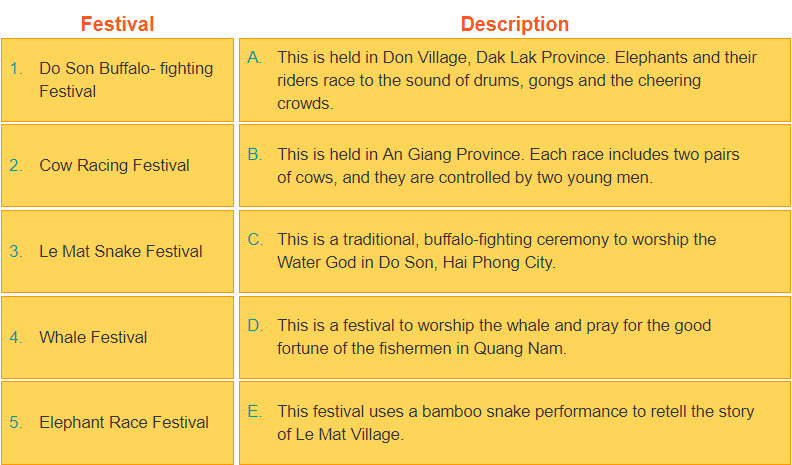 Festival
Description
1. Do Son Buffalo- fighting
Festival
A. This is held in Don Village, Dak Lak Province. Elephants and their
riders race to the sound of drums, gongs and the cheering
crowds.
2. Cow Racing Festival
B. This is held in An Giang Province. Each race includes two pairs
of cows, and they are controlled by two young men.
3. Le Mat Snake Festival
C. This is a traditional, buffalo-fighting ceremony to worship the
Water God in Do Son, Hai Phong City.
4. Whale Festival
D. This is a festival to worship the whale and pray for the good
fortune of the fishermen in Quang Nam.
5. Elephant Race Festival
E. This festival uses a bamboo snake performance to retell the story
of Le Mat Village.